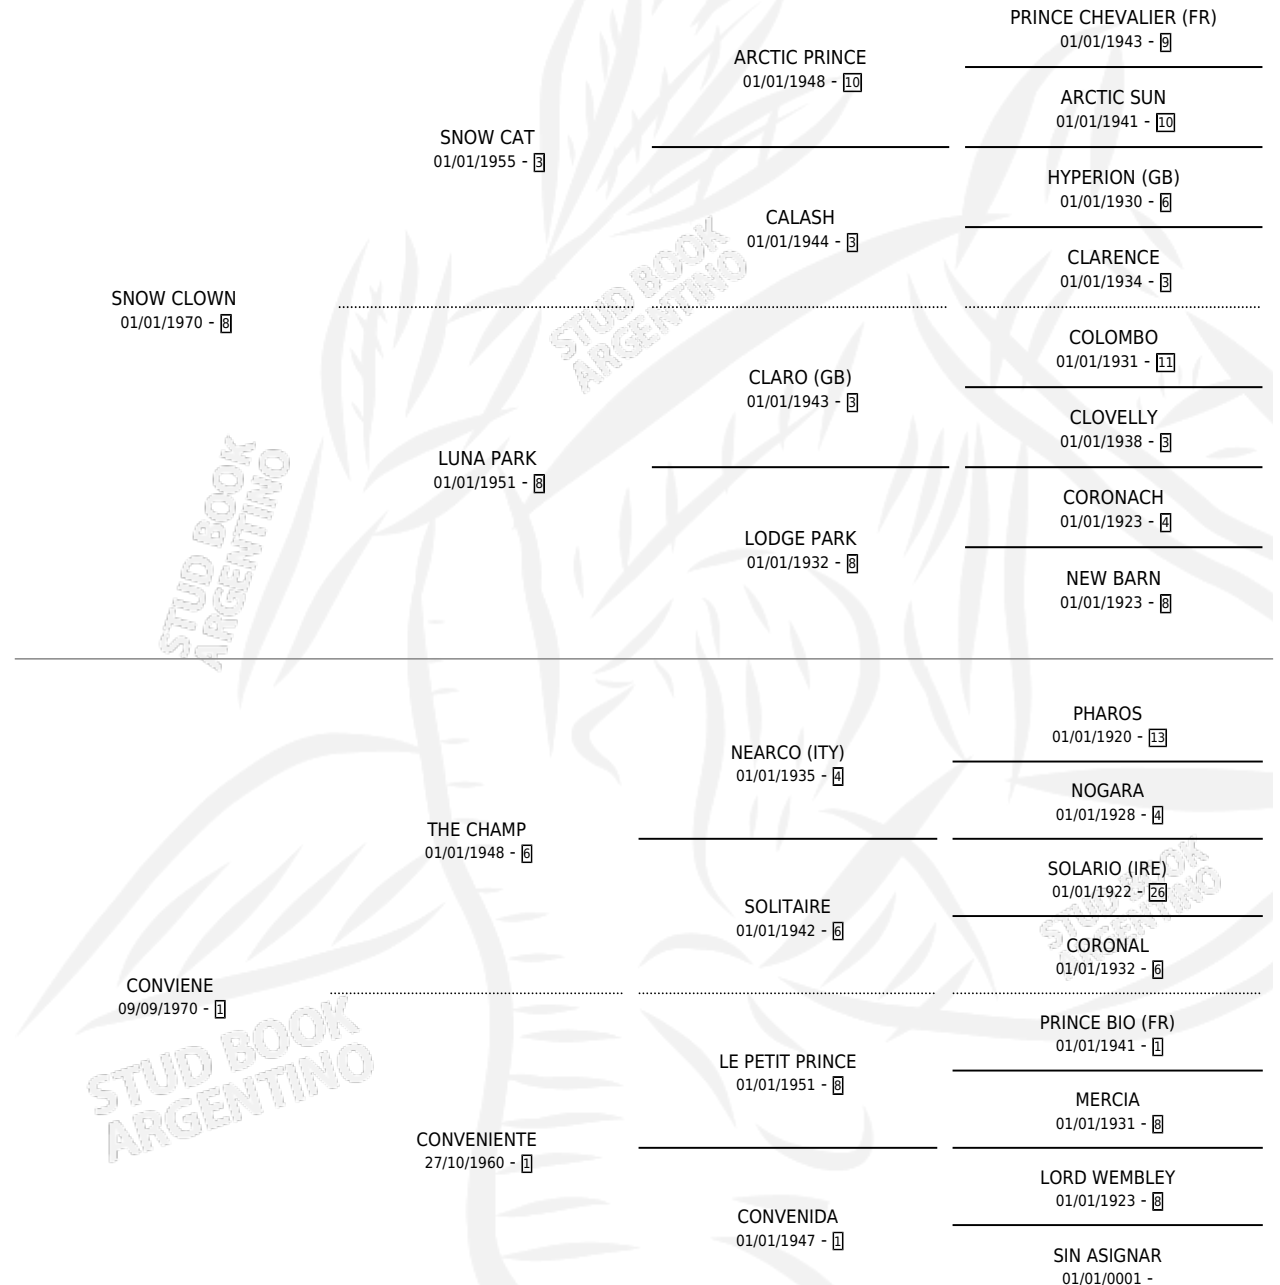 PRINCE CHEVALIER (FR)
01/01/1943 - 9
ARCTIC PRINCE
01/01/1948 - 10
ARCTIC SUN
01/01/1941 - 10
SNOW CAT
01/01/1955 - 3
HYPERION (GB)
01/01/1930 - 6
CALASH
01/01/1944 - 3
CLARENCE
01/01/1934 - 3
SNOW CLOWN
01/01/1970 - 8
COLOMBO
01/01/1931 - 11
CLARO (GB)
01/01/1943 - 3
CLOVELLY
01/01/1938 - 3
LUNA PARK
01/01/1951 - 8
CORONACH
01/01/1923 - 4
LODGE PARK
01/01/1932 - 8
NEW BARN
01/01/1923 - 8
PHAROS
01/01/1920 - 13
NEARCO (ITY)
01/01/1935 - 4
NOGARA
01/01/1928 - 4
THE CHAMP
01/01/1948 - 6
SOLARIO (IRE)
01/01/1922 - 26
SOLITAIRE
01/01/1942 - 6
CORONAL
01/01/1932 - 6
CONVIENE
09/09/1970 - 1
PRINCE BIO (FR)
01/01/1941 - 1
LE PETIT PRINCE
01/01/1951 - 8
MERCIA
01/01/1931 - 8
CONVENIENTE
27/10/1960 - 1
LORD WEMBLEY
01/01/1923 - 8
CONVENIDA
01/01/1947 - 1
SIN ASIGNAR
01/01/0001 -
STUD BOOK
ARGENTINO
STUD BOOK
ARGENTINO
STUD BOOK
ARGENTINO
STUD BOOK
ARGENTINO